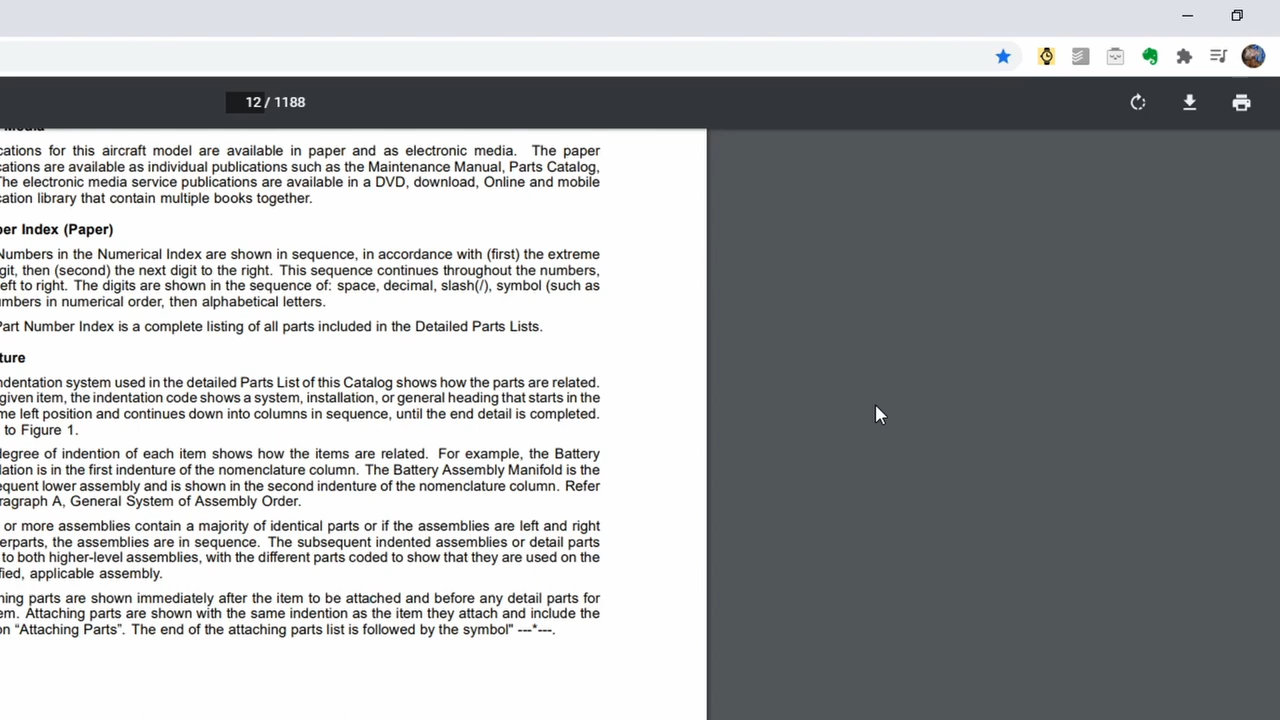 12 / 1188
Media
cations for this aircraft model are available in paper and as electronic media. The paper
cations are available as individual publications such as the Maintenance Manual, Parts Catalog,
The electronic media service publications are available in a DVD, download, Online and mobile
cation library that contain multiple books together.
ber Index (Paper)
Numbers in the Numerical Index are shown in sequence, in accordance with (first) the extreme
git, then (second) the next digit to the right. This sequence continues throughout the numbers,
eft to right. The digits are shown in the sequence of: space, decimal, slash(/), symbol (such as
mbers in numerical order, then alphabetical letters.
Part Number Index is a complete listing of all parts included in the Detailed Parts Lists.
ture
ndentation system used in the detailed Parts List of this Catalog shows how the parts are related.
given item, the indentation code shows a system, installation, or general heading that starts in the
me left position and continues down into columns in sequence, until the end detail is completed.
to Figure 1.
degree of indention of each item shows how the items are related. For example, the Battery
lation is in the first indenture of the nomenclature column. The Battery Assembly Manifold is the
equent lower assembly and is shown in the second indenture of the nomenclature column. Refer
ragraph A, General System of Assembly Order.
or more assemblies contain a majority of identical parts or if the assemblies are left and right
erparts, the assemblies are in sequence. The subsequent indented assemblies or detail parts
to both higher-level assemblies, with the different parts coded to show that they are used on the
fied, applicable assembly.
hing parts are shown immediately after the item to be attached and before any detail parts for
em. Attaching parts are shown with the same indention as the item they attach and include the
on “Attaching Parts”. The end of the attaching parts list is followed by the symbol" ---*---.